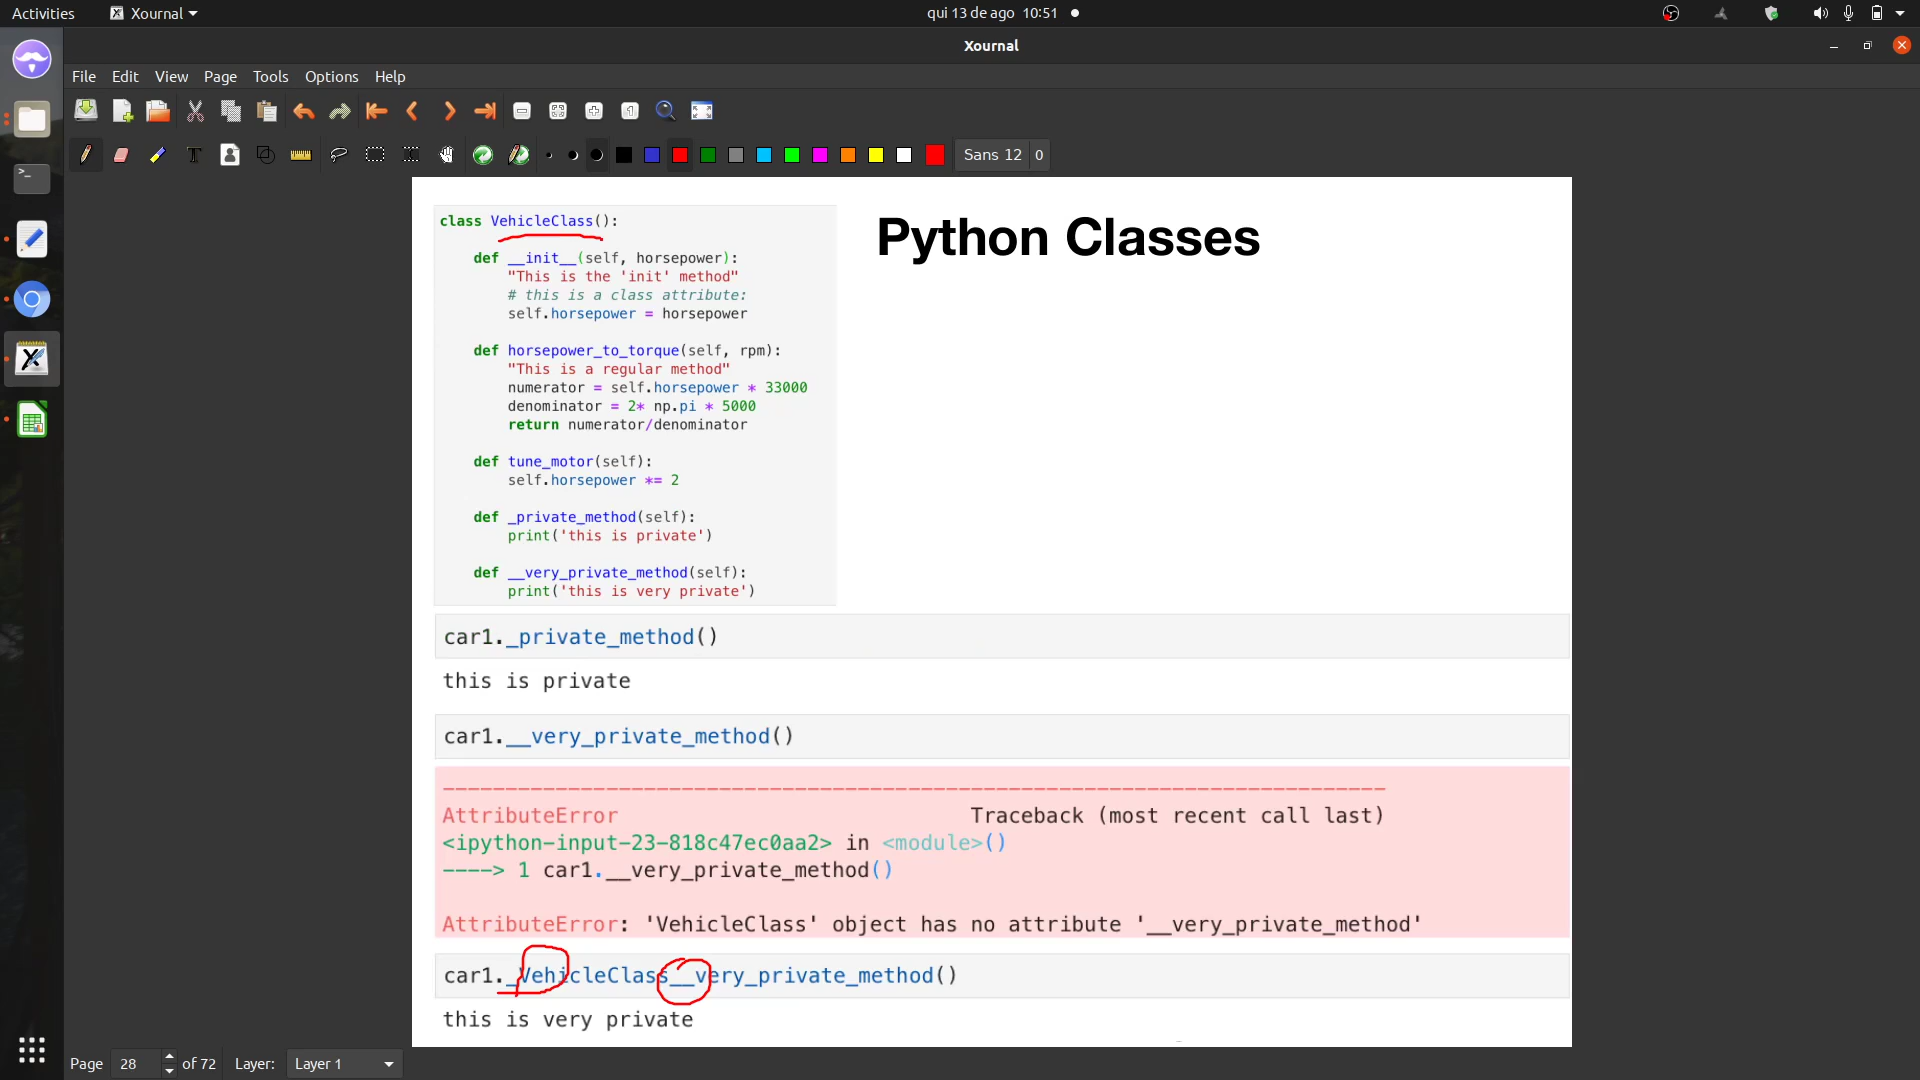 Activities Xournal qui 13 de ago 10:51
Xournal
File Edit View Page Tools Options Help
Sans 12 0
class VehicleClass():
Python Classes
def __init__(self, horsepower):
"This is the 'init' method"
# this is a class attribute:
self.horsepower = horsepower
def horsepower_to_torque(self, rpm):
"This is a regular method"
numerator = self.horsepower * 33000
denominator = 2* np.pi * 5000
return numerator/denominator
def tune_motor(self):
self.horsepower *= 2
def _private_method(self):
print('this is private')
def __very_private_method(self):
print('this is very private')
car1._private_method()
this is private
car1.__very_private_method()
---------------------------------------------------------------------------
AttributeError Traceback (most recent call last)
<ipython-input-23-818c47ec0aa2> in <module>()
----> 1 car1.__very_private_method()
AttributeError: 'VehicleClass' object has no attribute '__very_private_method'
car1._VehicleClass__very_private_method()
this is very private
Page 28 of 72 Layer: Layer 1